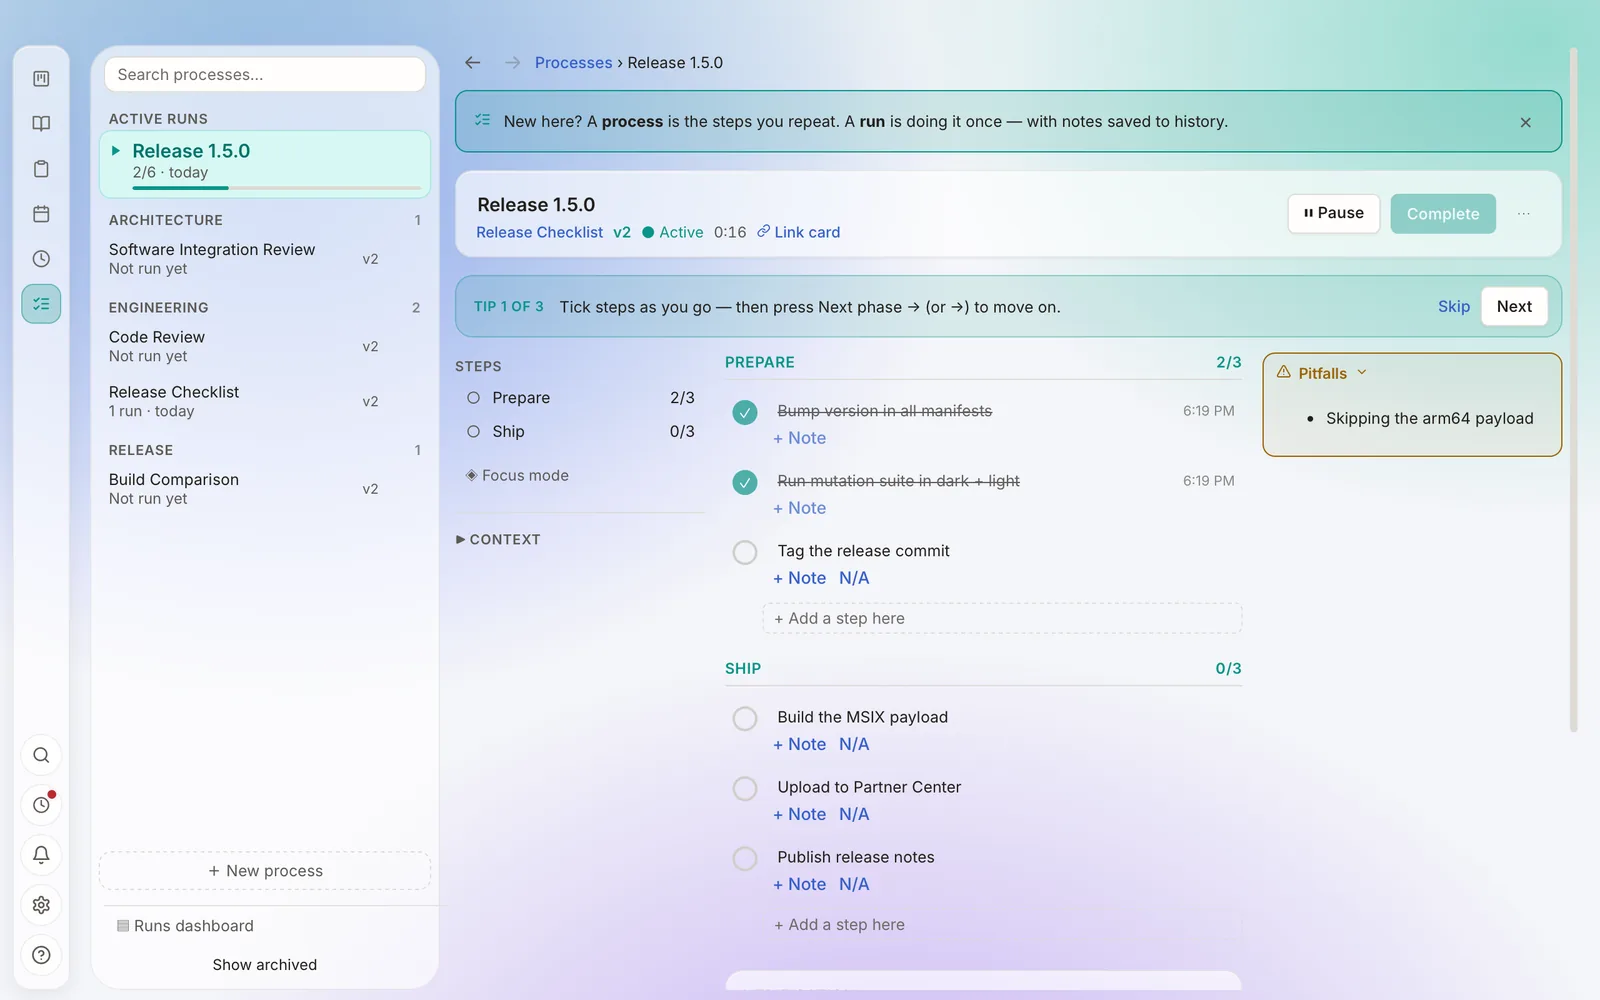 Search processes...
ACTIVE RUNS
Release 1.5.0
2/6 · today
ARCHITECTURE 1
Software Integration Review
Not run yet
v2
ENGINEERING 2
Code Review
Not run yet
v2
Release Checklist
1 run · today
v2
RELEASE 1
Build Comparison
Not run yet
v2
+ New process
Runs dashboard
Show archived
← → Processes › Release 1.5.0
New here? A process is the steps you repeat. A run is doing it once — with notes saved to history.
Release 1.5.0
Release Checklist v2 Active 0:16 Link card
Pause
Complete
...
TIP 1 OF 3 Tick steps as you go — then press Next phase → (or →) to move on.
Skip
Next
STEPS
Prepare 2/3
Ship 0/3
◈ Focus mode
▶ CONTEXT
PREPARE 2/3
Bump version in all manifests 6:19 PM
+ Note
Run mutation suite in dark + light 6:19 PM
+ Note
Tag the release commit
+ Note N/A
+ Add a step here
SHIP 0/3
Build the MSIX payload
+ Note N/A
Upload to Partner Center
+ Note N/A
Publish release notes
+ Note N/A
+ Add a step here
Pitfalls
• Skipping the arm64 payload